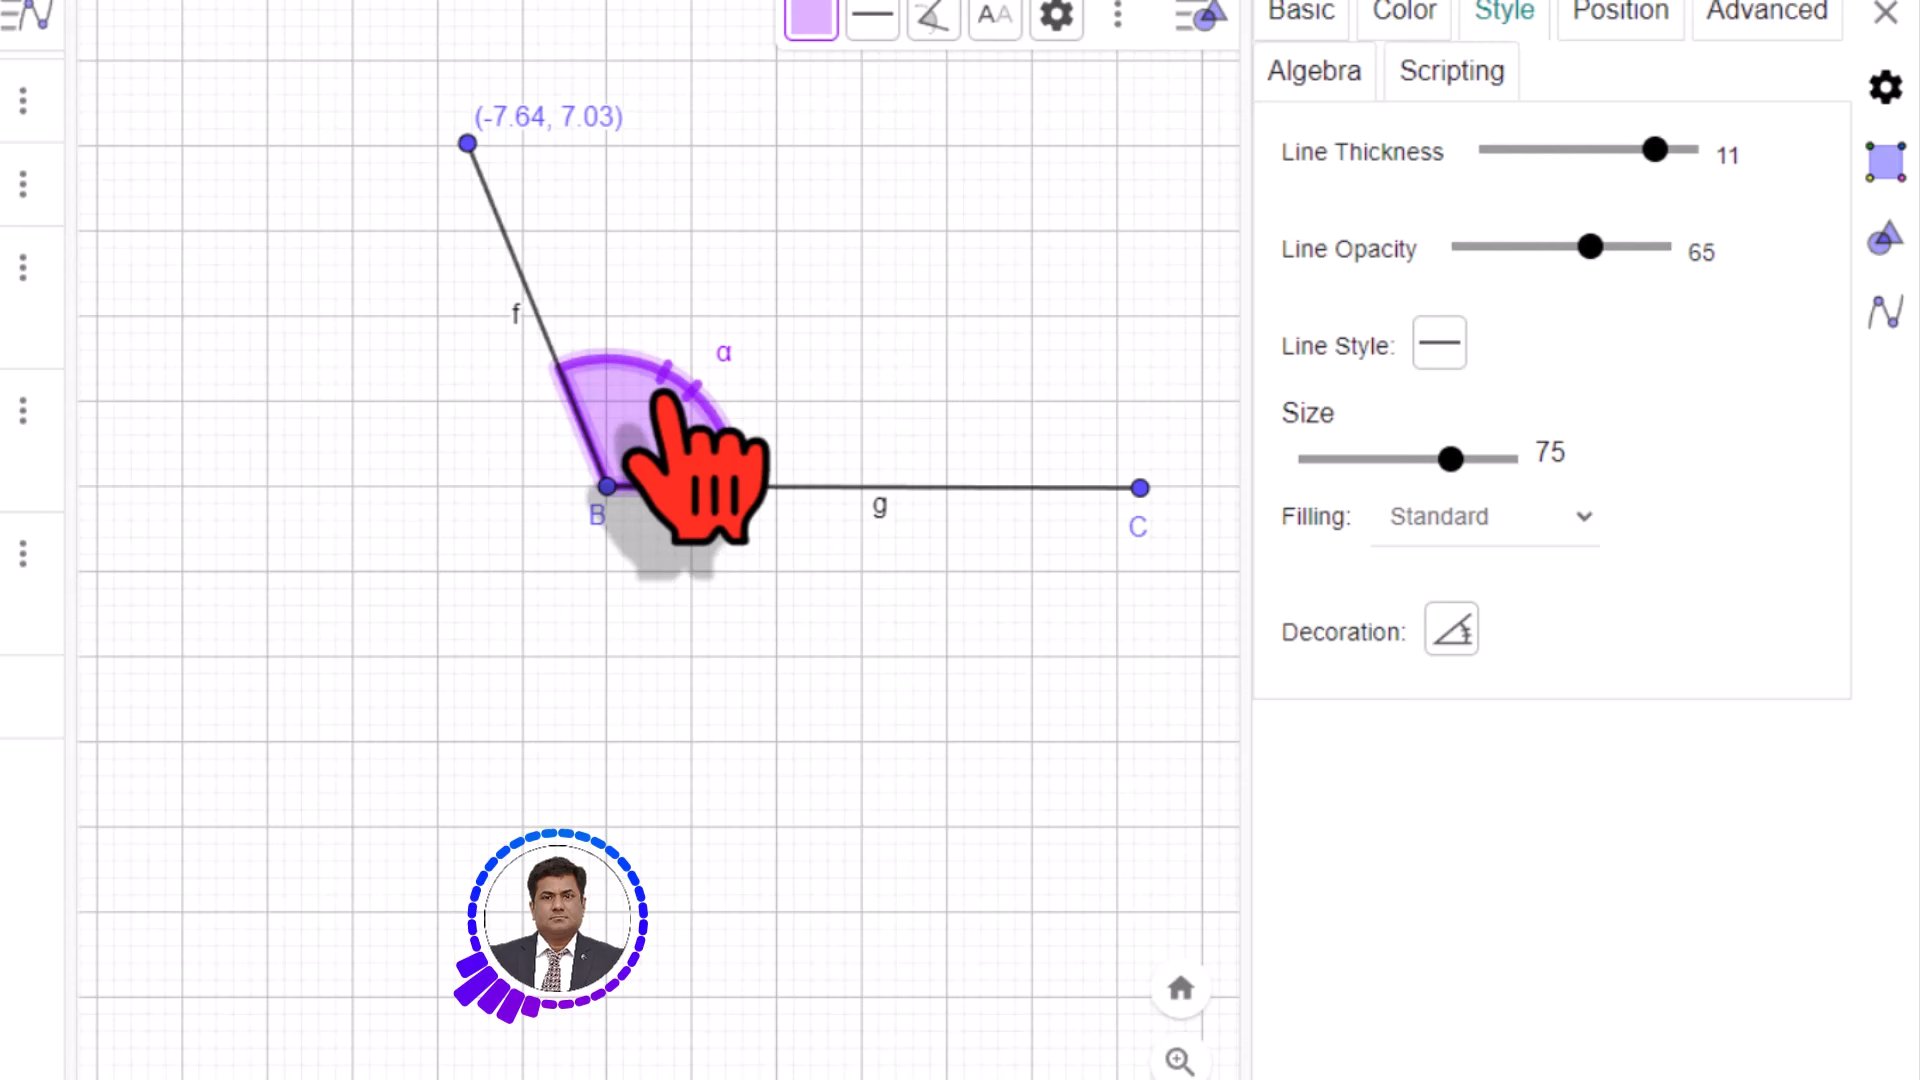 AA
Basic
Color
Style
Position
Advanced
Algebra
Scripting
(-7.64, 7.03)
Line Thickness
11
Line Opacity
65
f
α
Line Style:
Size
75
B
g
C
Filling:
Standard
Decoration: